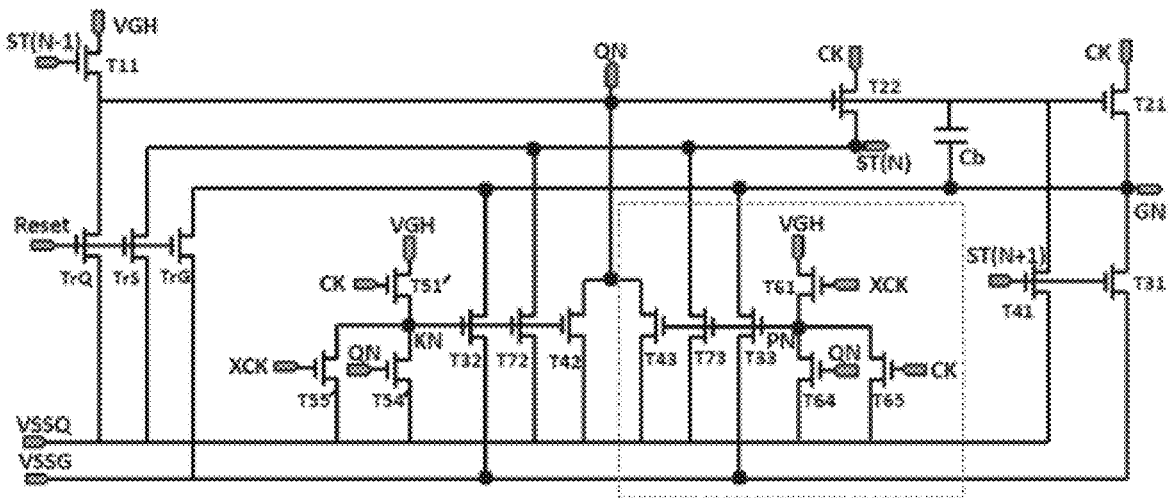 VGH
ST(N-1)
T11
QN
CK
T22
CK
T21
Cb
ST(N)
GN
Reset
TrQ
TrS
TrG
VGH
CK
T51'
KN
XCK
T55'
QN
T54'
T32
T72
T42
T43
T73
T33
PN
VGH
T61
XCK
QN
T64
CK
T65
ST(N+1)
T41
T31
VSSQ
VSSG